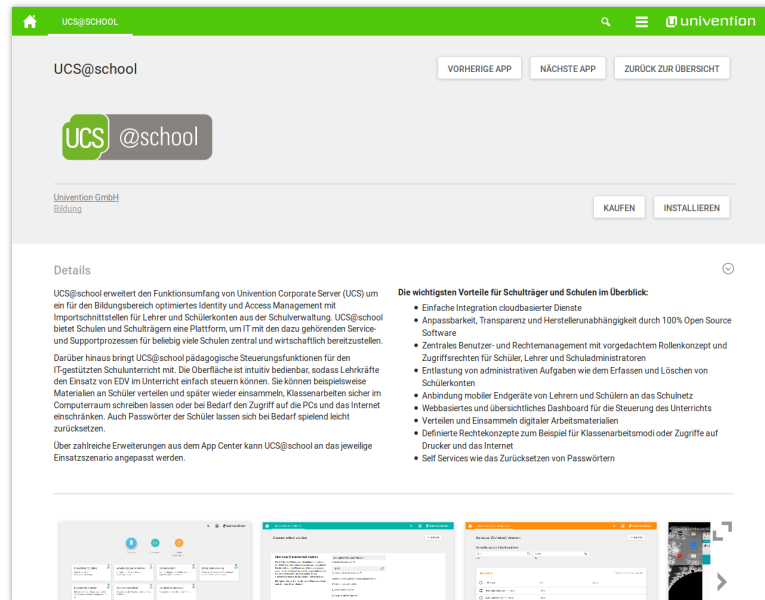 UCS@SCHOOL
univention
UCS@school
VORHERIGE APP
NÄCHSTE APP
ZURÜCK ZUR ÜBERSICHT
UCS @school
Univention GmbH
Bildung
KAUFEN
INSTALLIEREN
Details
UCS@school erweitert den Funktionsumfang von Univention Corporate Server (UCS) um
ein für den Bildungsbereich optimiertes Identity und Access Management mit
Importschnittstellen für Lehrer und Schülerkonten aus der Schulverwaltung. UCS@school
bietet Schulen und Schulträgern eine Plattform, um IT mit den dazu gehörenden Service-
und Supportprozessen für beliebig viele Schulen zentral und wirtschaftlich bereitzustellen.
Darüber hinaus bringt UCS@school pädagogische Steuerungsfunktionen für den
IT-gestützten Schulunterricht mit. Die Oberfläche ist intuitiv bedienbar, sodass Lehrkräfte
den Einsatz von EDV im Unterricht einfach steuern können. Sie können beispielsweise
Materialien an Schüler verteilen und später wieder einsammeln, Klassenarbeiten sicher im
Computerraum schreiben lassen oder bei Bedarf den Zugriff auf die PCs und das Internet
einschränken. Auch Passwörter der Schüler lassen sich bei Bedarf spielend leicht
zurücksetzen.
Über zahlreiche Erweiterungen aus dem App Center kann UCS@school an das jeweilige
Einsatzszenario angepasst werden.
Die wichtigsten Vorteile für Schulträger und Schulen im Überblick:
Einfache Integration cloudbasierter Dienste
Anpassbarkeit, Transparenz und Herstellerunabhängigkeit durch 100% Open Source
Software
Zentrales Benutzer- und Rechtemanagement mit vorgedachtem Rollenkonzept und
Zugriffsrechten für Schüler, Lehrer und Schuladministratoren
Entlastung von administrativen Aufgaben wie dem Erfassen und Löschen von
Schülerkonten
Anbindung mobiler Endgeräte von Lehrern und Schülern an das Schulnetz
Webbasiertes und übersichtliches Dashboard für die Steuerung des Unterrichts
Verteilen und Einsammeln digitaler Arbeitsmaterialien
Definierte Rechtekonzepte zum Beispiel für Klassenarbeitsmodi oder Zugriffe auf
Drucker und das Internet
Self Services wie das Zurücksetzen von Passwörtern